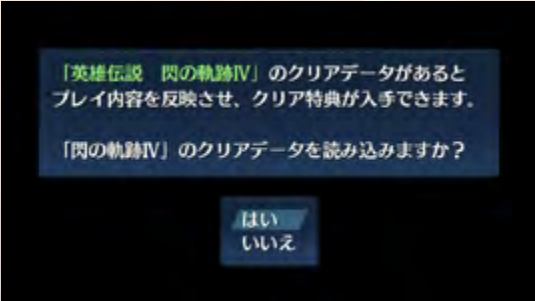 「英雄伝説　閃の軌跡Ⅳ」のクリアデータがあると
プレイ内容を反映させ、クリア特典が入手できます。
「閃の軌跡Ⅳ」のクリアデータを読み込みますか？
はい
いいえ